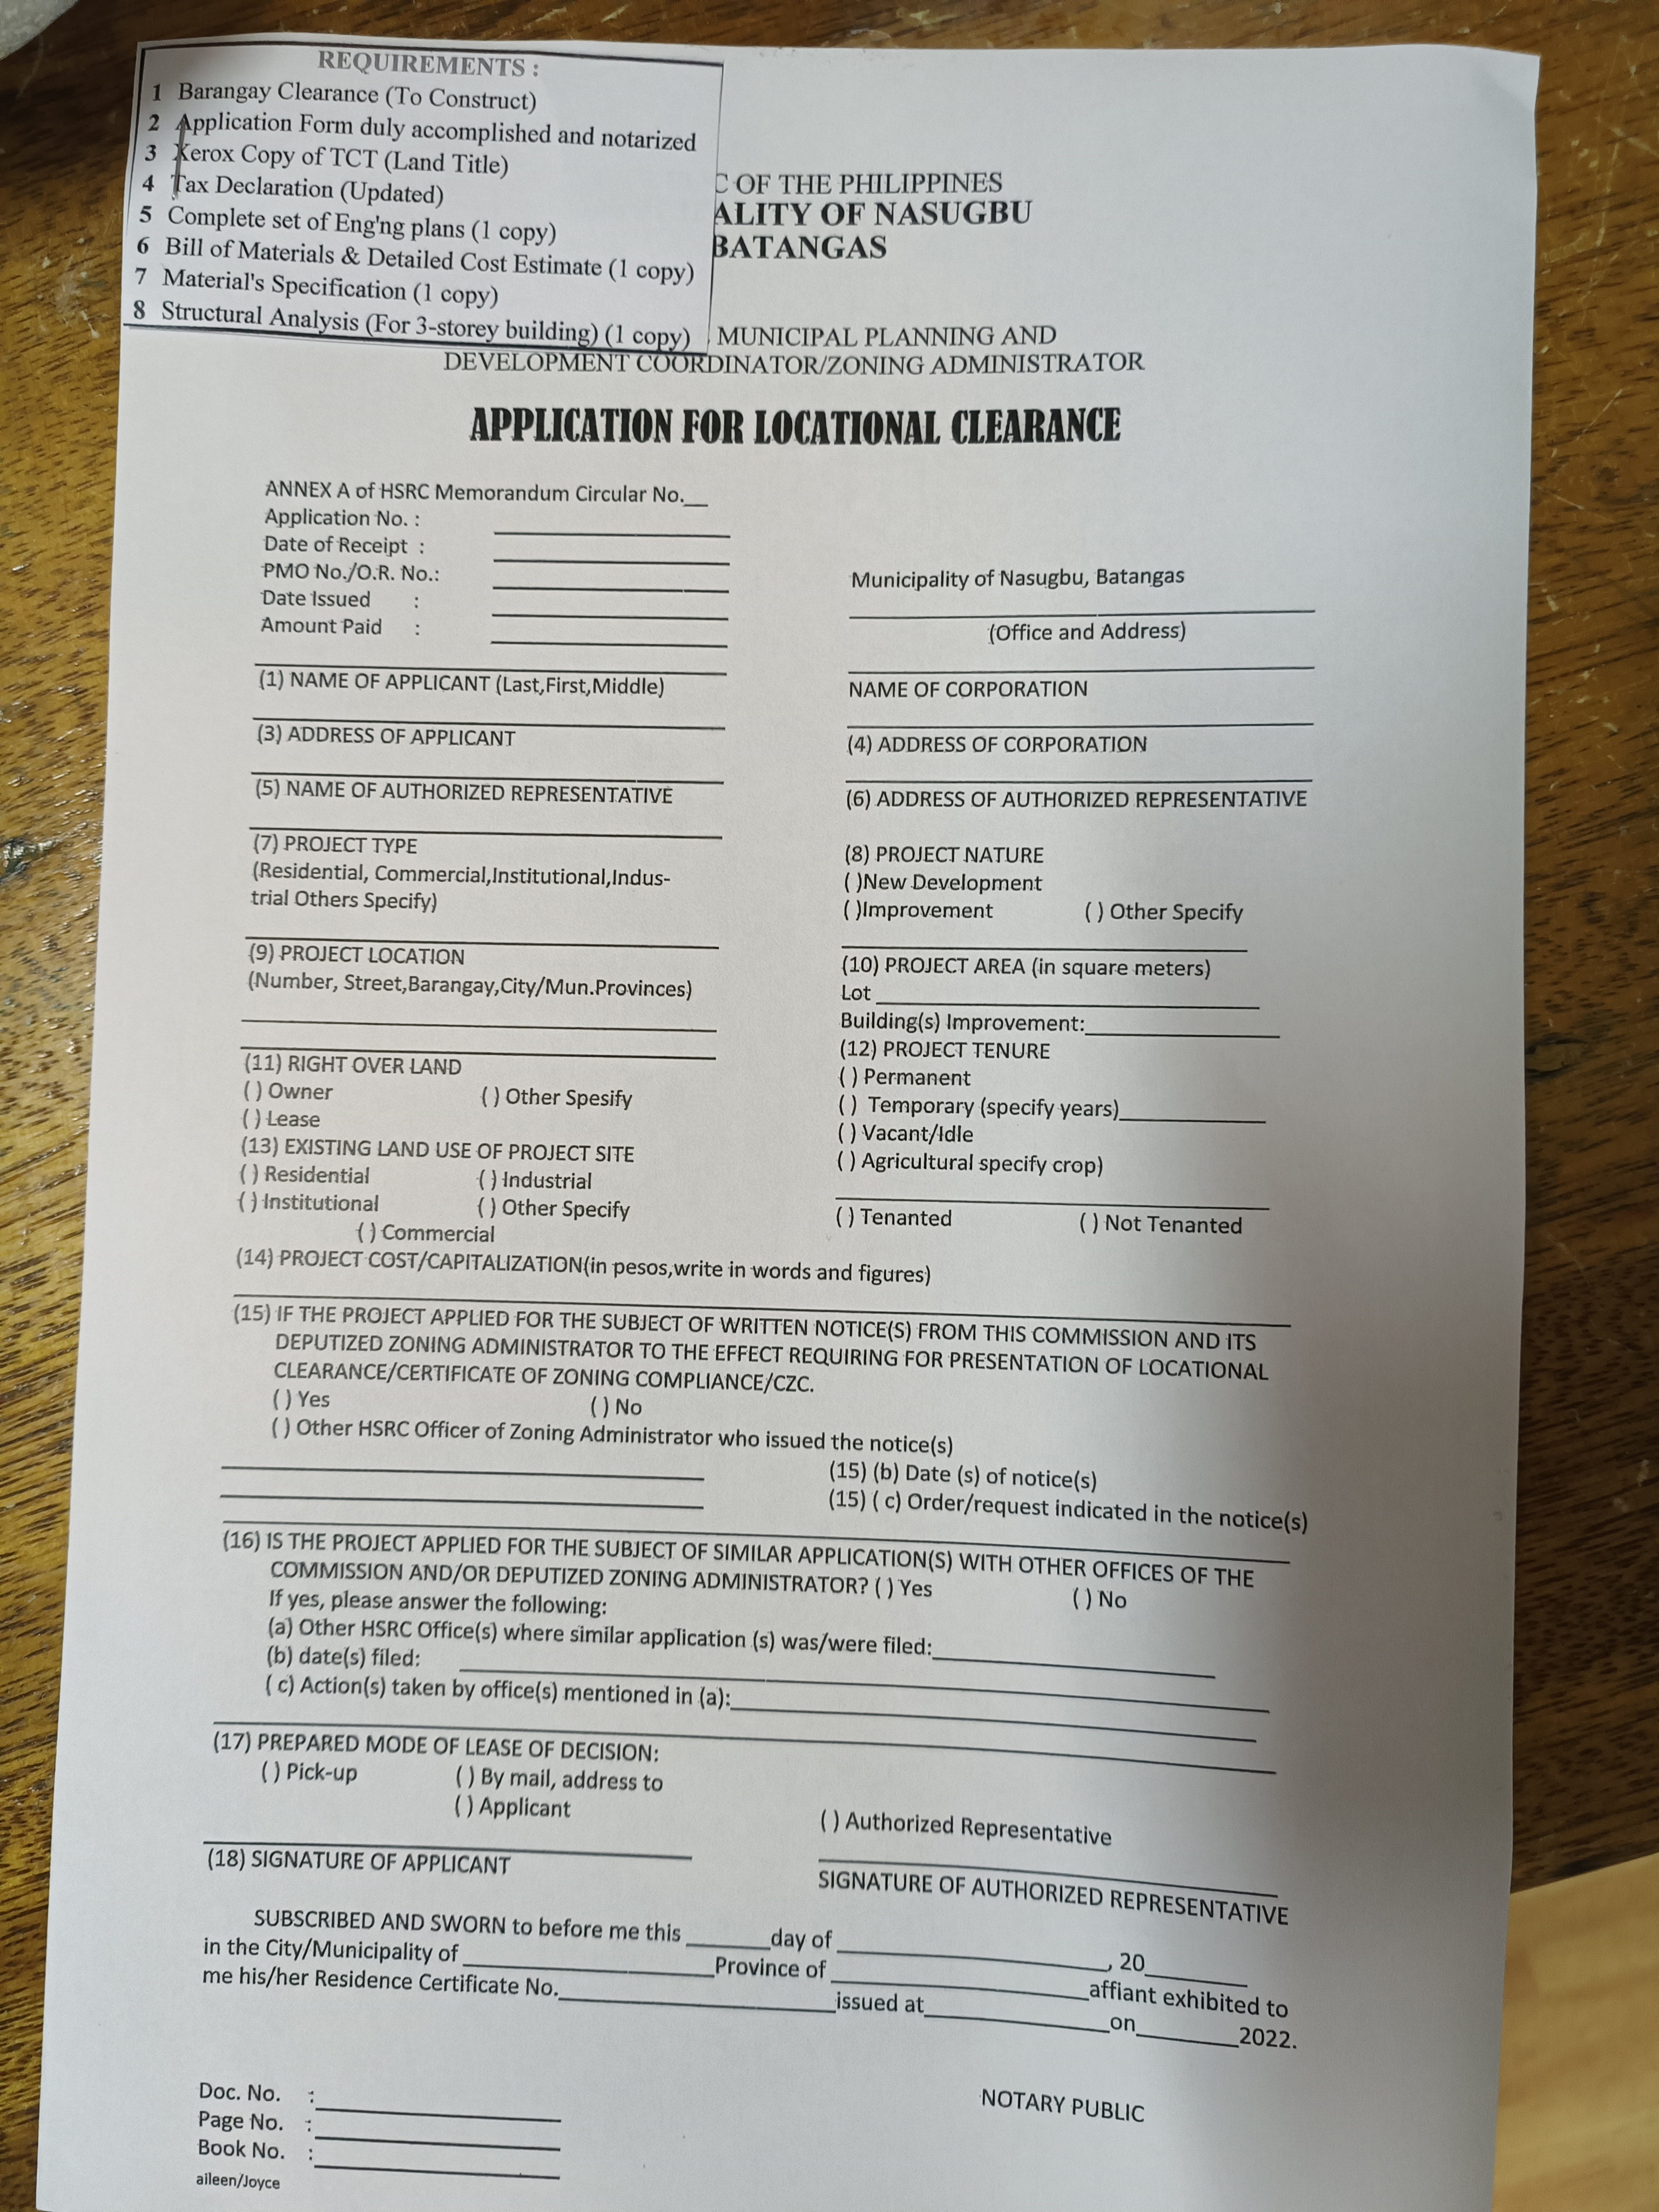 REQUIREMENTS :
1 Barangay Clearance (To Construct)
2 Application Form duly accomplished and notarized
3 Xerox Copy of TCT (Land Title)
4 Tax Declaration (Updated)
5 Complete set of Eng'ng plans (1 copy)
6 Bill of Materials & Detailed Cost Estimate (1 copy)
7 Material's Specification (1 copy)
8 Structural Analysis (For 3-storey building) (1 copy)
C OF THE PHILIPPINES
ALITY OF NASUGBU
BATANGAS
MUNICIPAL PLANNING AND
DEVELOPMENT COORDINATOR/ZONING ADMINISTRATOR
APPLICATION FOR LOCATIONAL CLEARANCE
ANNEX A of HSRC Memorandum Circular No.__
Application No. :
Date of Receipt :
PMO No./O.R. No.:
Date Issued :
Amount Paid :
Municipality of Nasugbu, Batangas
(Office and Address)
(1) NAME OF APPLICANT (Last,First,Middle)
NAME OF CORPORATION
(3) ADDRESS OF APPLICANT
(4) ADDRESS OF CORPORATION
(5) NAME OF AUTHORIZED REPRESENTATIVE
(6) ADDRESS OF AUTHORIZED REPRESENTATIVE
(7) PROJECT TYPE
(Residential, Commercial,Institutional,Indus-
trial Others Specify)
(8) PROJECT NATURE
( )New Development
( )Improvement ( ) Other Specify
(9) PROJECT LOCATION
(Number, Street,Barangay,City/Mun.Provinces)
(10) PROJECT AREA (in square meters)
Lot
Building(s) Improvement:
(11) RIGHT OVER LAND
( ) Owner ( ) Other Spesify
( ) Lease
(12) PROJECT TENURE
( ) Permanent
( ) Temporary (specify years)
( ) Vacant/Idle
( ) Agricultural specify crop)
(13) EXISTING LAND USE OF PROJECT SITE
( ) Residential ( ) Industrial
( ) Institutional ( ) Other Specify
( ) Commercial
( ) Tenanted ( ) Not Tenanted
(14) PROJECT COST/CAPITALIZATION(in pesos,write in words and figures)
(15) IF THE PROJECT APPLIED FOR THE SUBJECT OF WRITTEN NOTICE(S) FROM THIS COMMISSION AND ITS
DEPUTIZED ZONING ADMINISTRATOR TO THE EFFECT REQUIRING FOR PRESENTATION OF LOCATIONAL
CLEARANCE/CERTIFICATE OF ZONING COMPLIANCE/CZC.
( ) Yes ( ) No
( ) Other HSRC Officer of Zoning Administrator who issued the notice(s)
(15) (b) Date (s) of notice(s)
(15) ( c) Order/request indicated in the notice(s)
(16) IS THE PROJECT APPLIED FOR THE SUBJECT OF SIMILAR APPLICATION(S) WITH OTHER OFFICES OF THE
COMMISSION AND/OR DEPUTIZED ZONING ADMINISTRATOR? ( ) Yes ( ) No
If yes, please answer the following:
(a) Other HSRC Office(s) where similar application (s) was/were filed:
(b) date(s) filed:
( c) Action(s) taken by office(s) mentioned in (a):
(17) PREPARED MODE OF LEASE OF DECISION:
( ) Pick-up ( ) By mail, address to
( ) Applicant ( ) Authorized Representative
(18) SIGNATURE OF APPLICANT
SIGNATURE OF AUTHORIZED REPRESENTATIVE
SUBSCRIBED AND SWORN to before me this ______day of ______, 20______
in the City/Municipality of ______Province of ______affiant exhibited to
me his/her Residence Certificate No.______issued at______on______2022.
NOTARY PUBLIC
Doc. No. :
Page No. :
Book No. :
aileen/Joyce